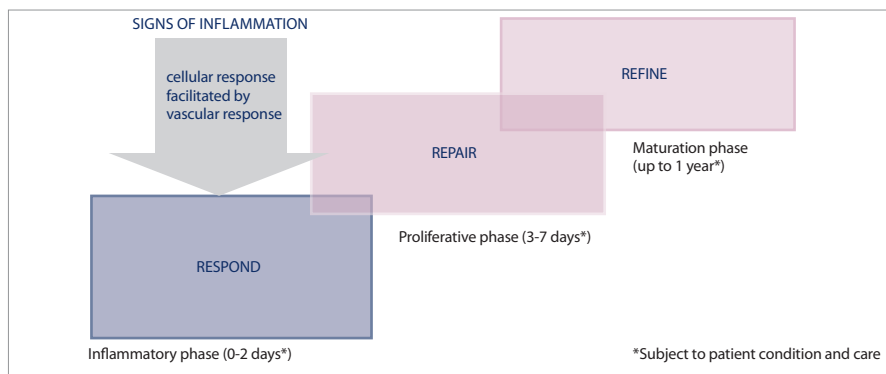 SIGNS OF INFLAMMATION
cellular response
facilitated by
vascular response
REFINE
REPAIR
Maturation phase
(up to 1 year*)
Proliferative phase (3-7 days*)
RESPOND
Inflammatory phase (0-2 days*)
*Subject to patient condition and care